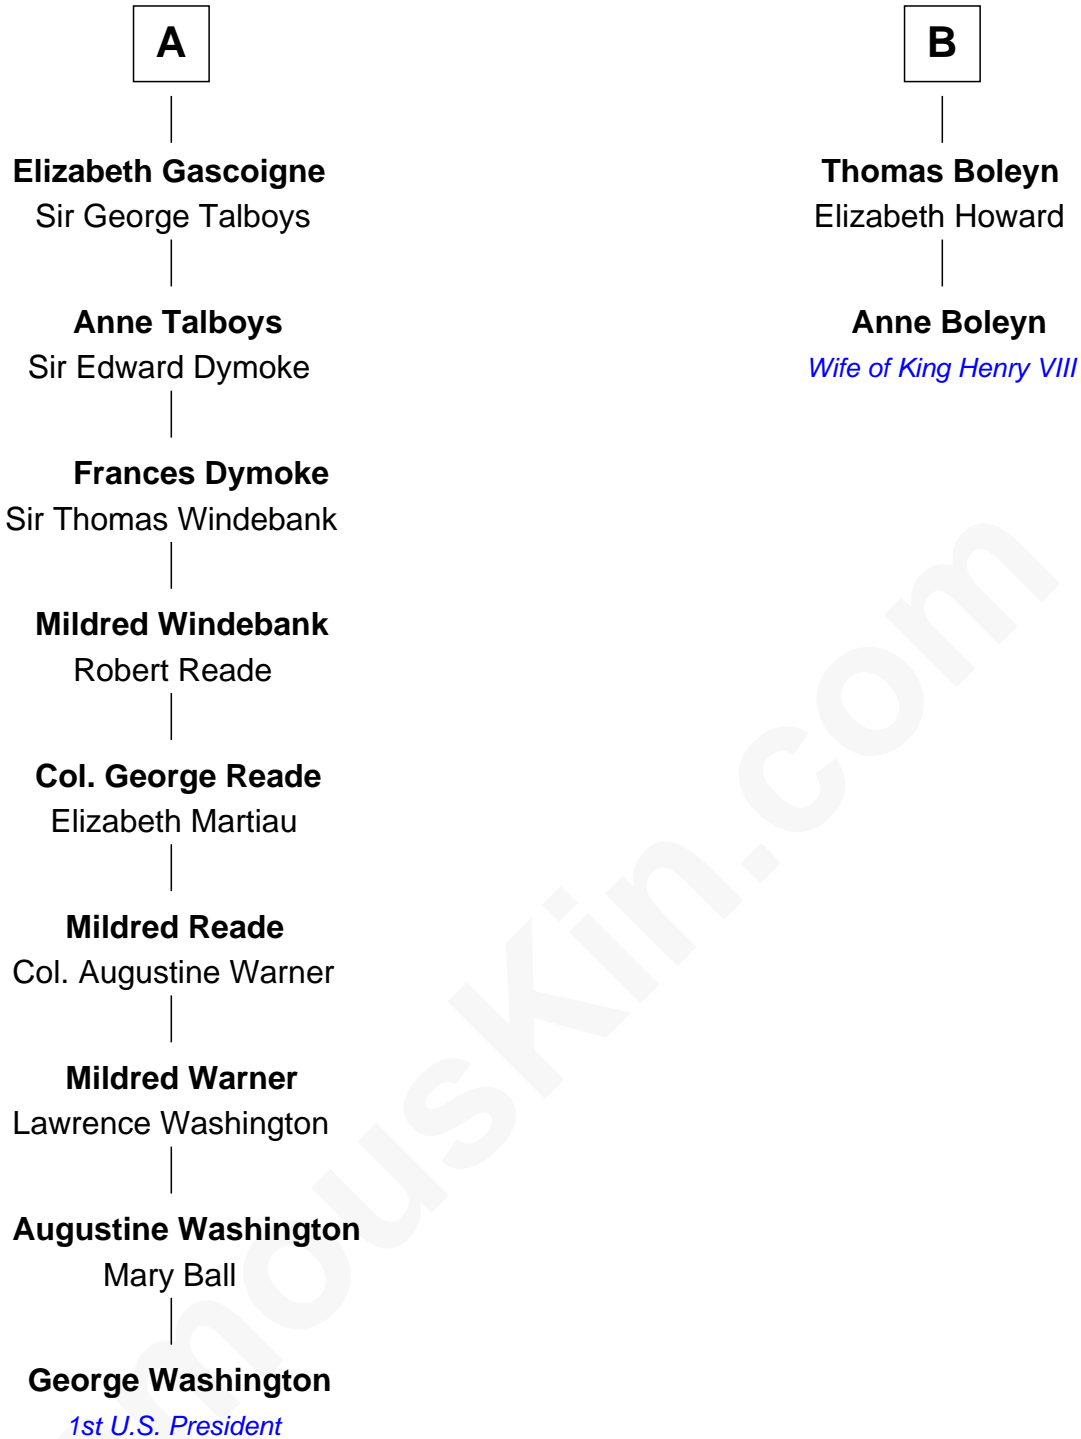 A
Elizabeth Gascoigne
Sir George Talboys
Anne Talboys
Sir Edward Dymoke
Frances Dymoke
Sir Thomas Windebank
Mildred Windebank
Robert Reade
Col. George Reade
Elizabeth Martiau
Mildred Reade
Col. Augustine Warner
Mildred Warner
Lawrence Washington
Augustine Washington
Mary Ball
George Washington
1st U.S. President
B
Thomas Boleyn
Elizabeth Howard
Anne Boleyn
Wife of King Henry VIII
mouskin.com